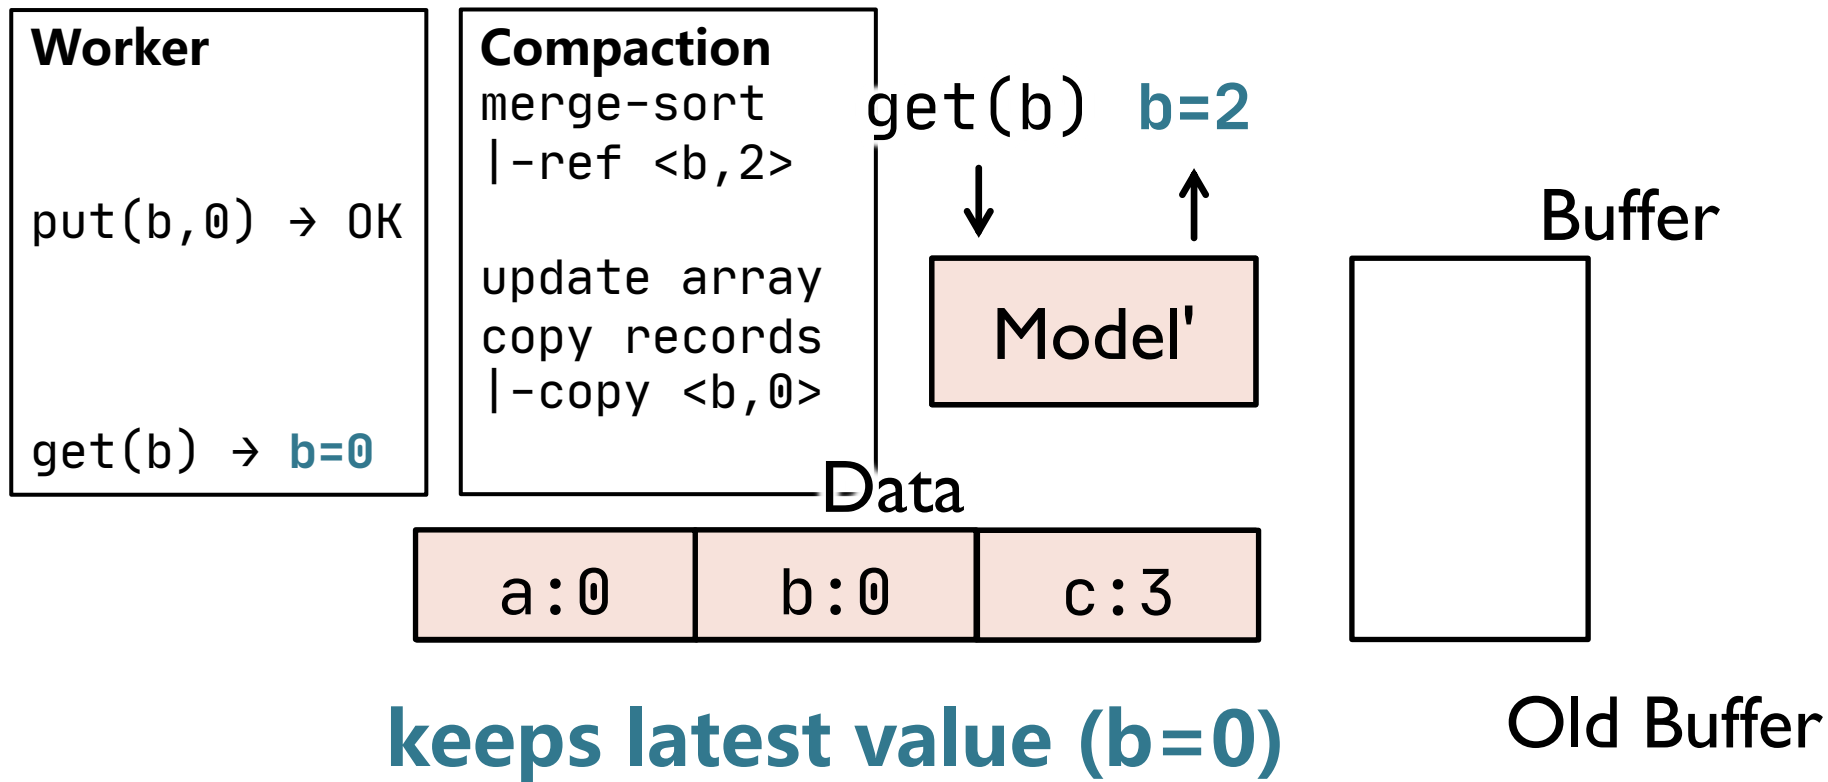 Worker
put(b,0) → OK
get(b) → b=0
Compaction
merge-sort
|-ref <b,2>
update array
copy records
|-copy <b,0>
get(b) b=2
Model'
Buffer
Data
a:0 b:0 c:3
keeps latest value (b=0)
Old Buffer